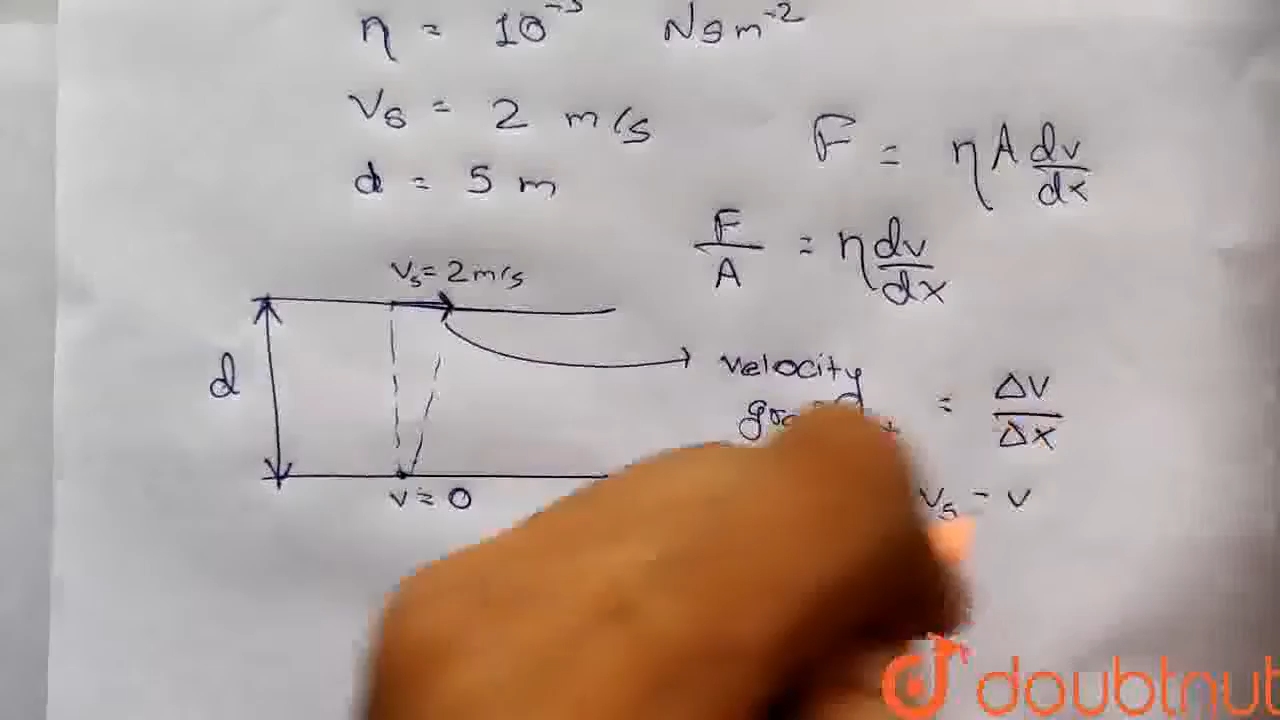 η = 10⁻³ Nsm⁻²
Vs = 2 m/s
d = 5 m
F = ηA dv/dx
F/A = η dv/dx
Vs = 2m/s
d
velocity
= ΔV/ΔX
v = 0
Vs - v
doubtnut